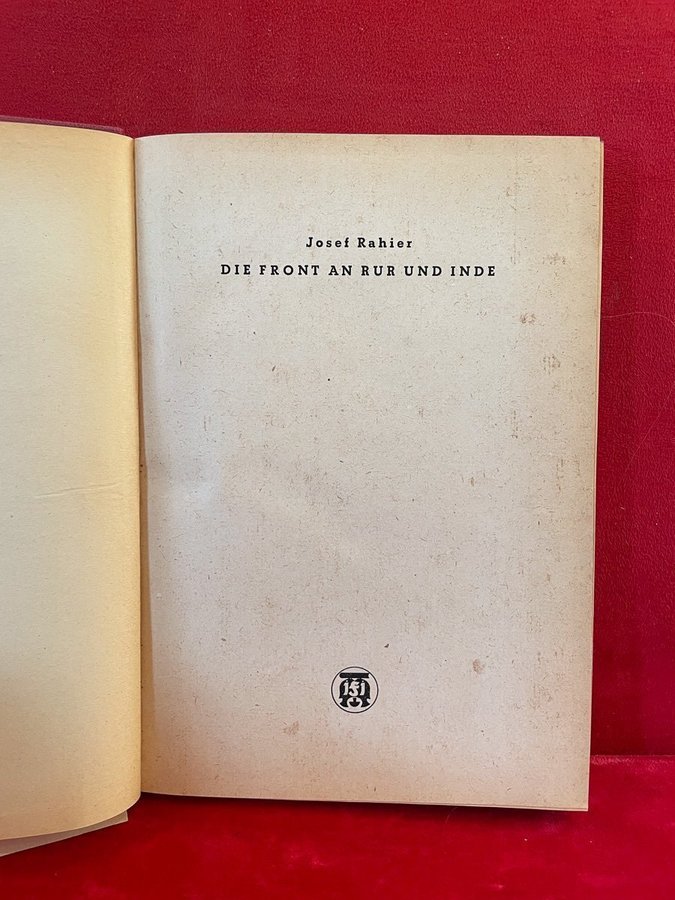 Josef Rahier
DIE FRONT AN RUR UND INDE